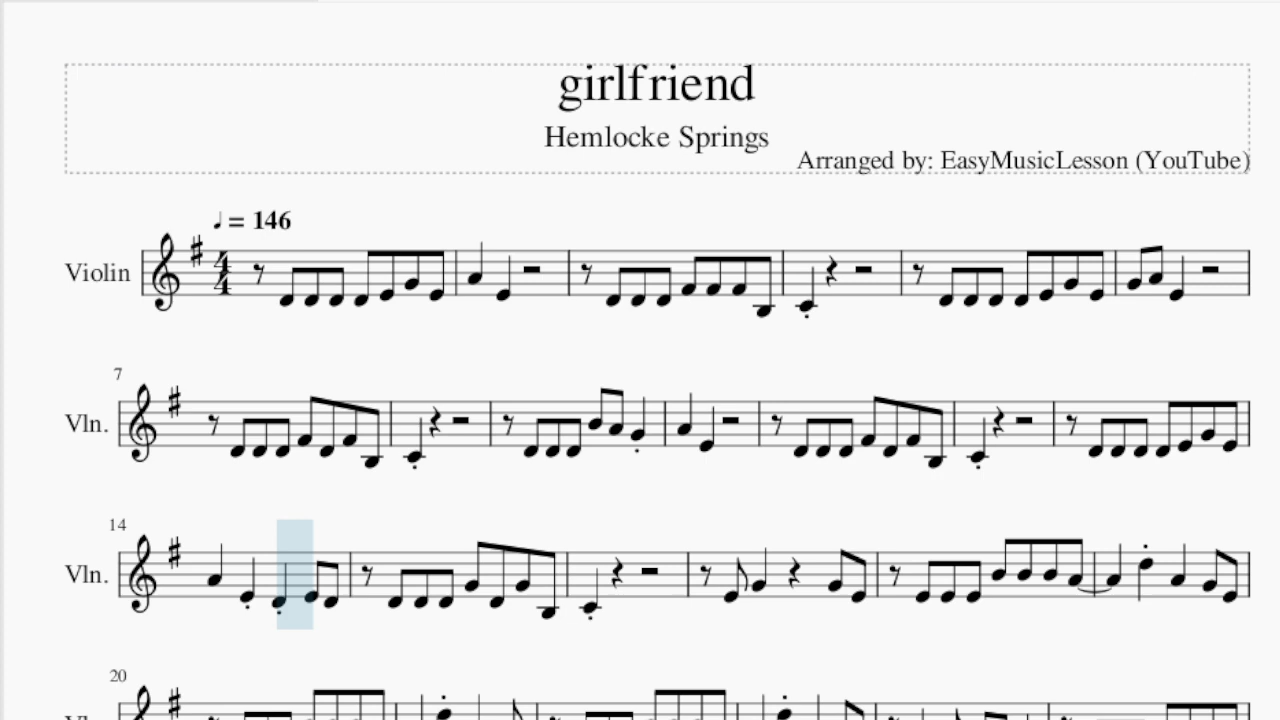 girlfriend
Hemlocke Springs
Arranged by: EasyMusicLesson (YouTube)
♩ = 146
Violin
4
4
7
Vln.
14
Vln.
20